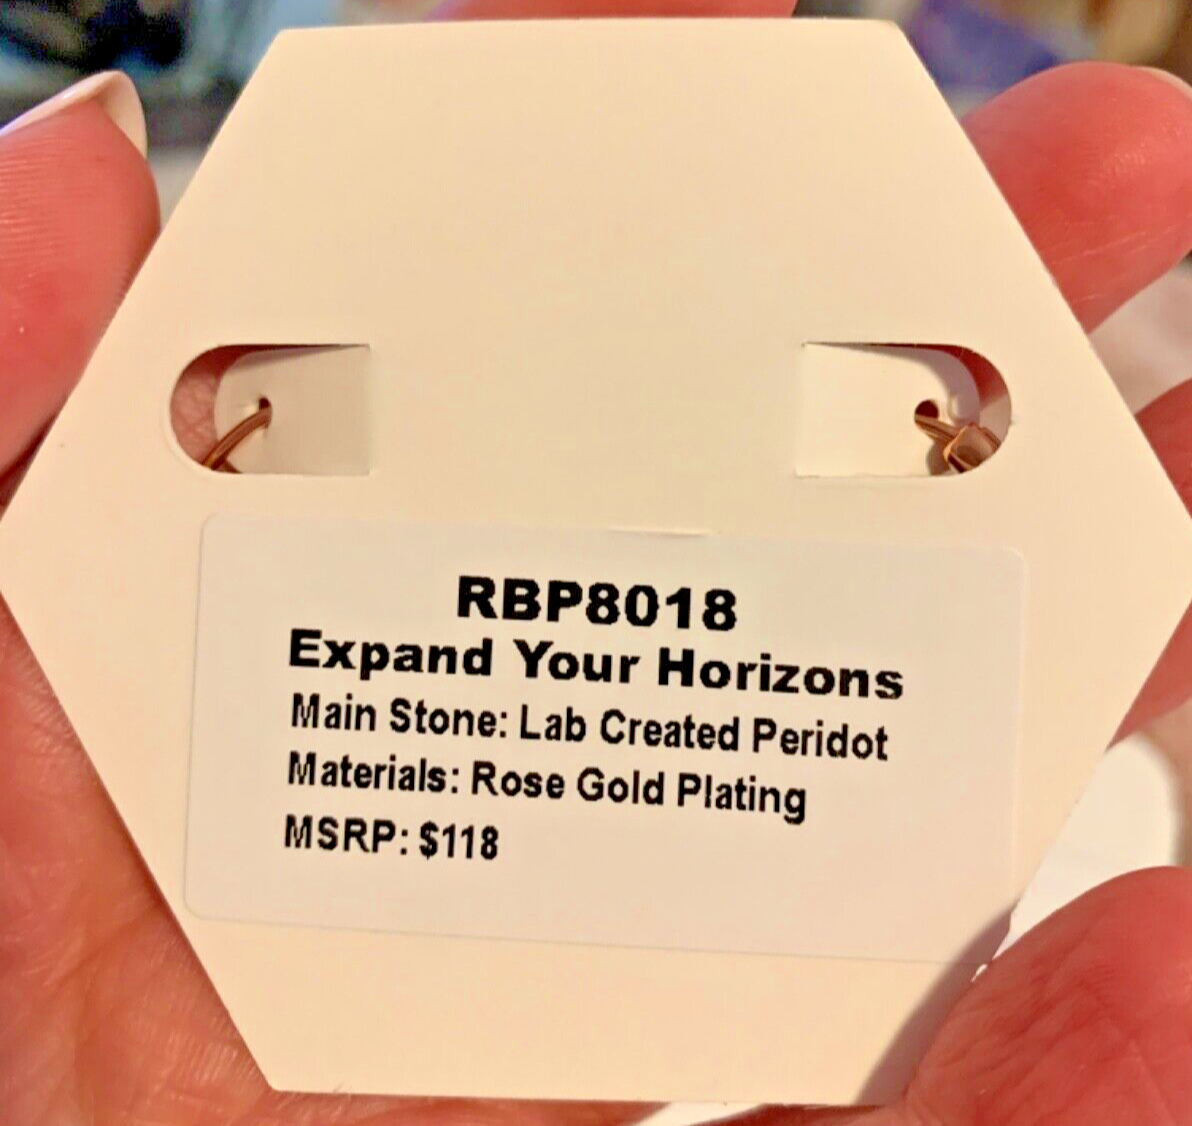 RBP8018
Expand Your Horizons
Main Stone: Lab Created Peridot
Materials: Rose Gold Plating
MSRP: $118